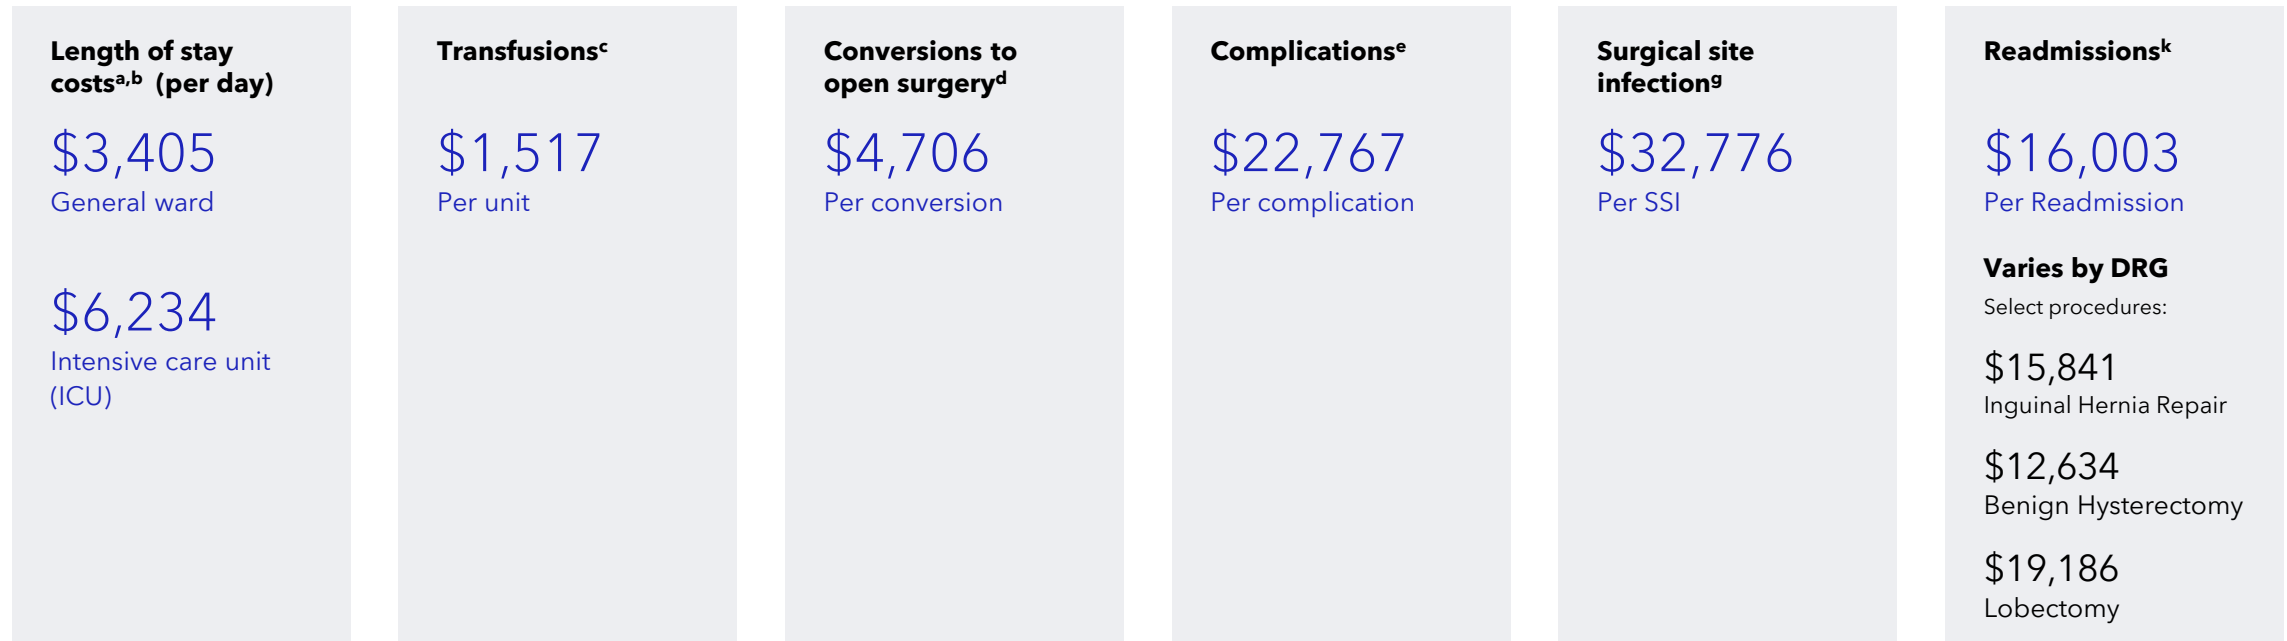 Length of stay
costsᵃ,ᵇ (per day)
$3,405
General ward
$6,234
Intensive care unit
(ICU)
Transfusionsᶜ
$1,517
Per unit
Conversions to
open surgeryᵈ
$4,706
Per conversion
Complicationsᵉ
$22,767
Per complication
Surgical site
infectionᵍ
$32,776
Per SSI
Readmissionsᵏ
$16,003
Per Readmission
Varies by DRG
Select procedures:
$15,841
Inguinal Hernia Repair
$12,634
Benign Hysterectomy
$19,186
Lobectomy